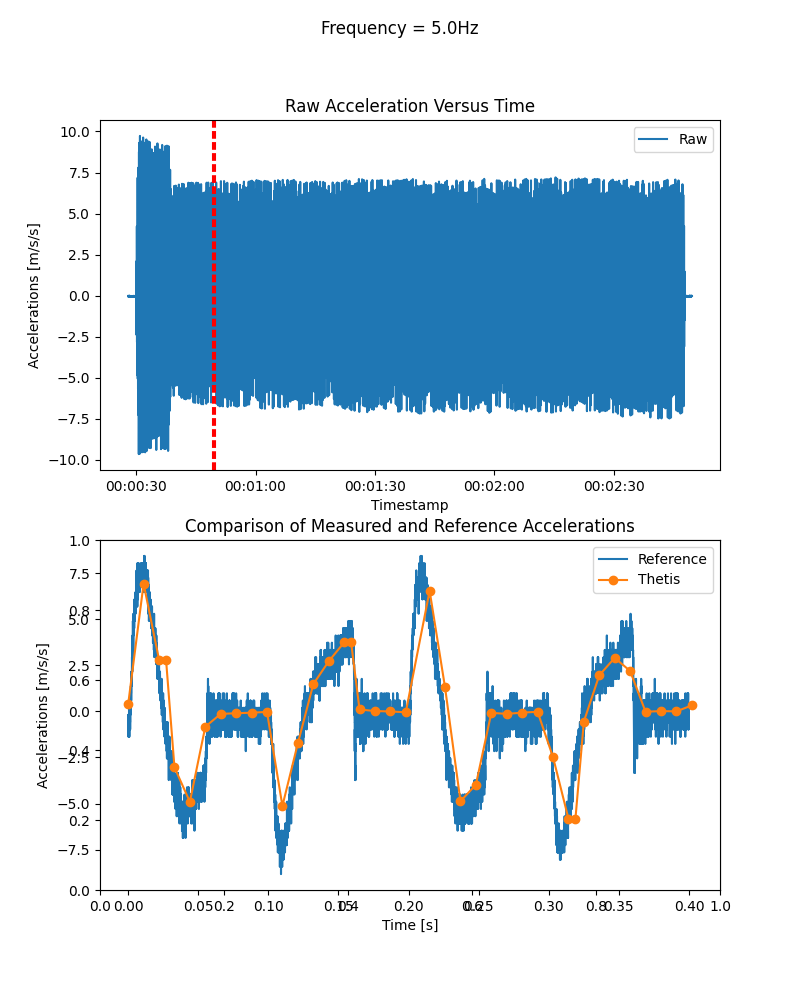 Frequency = 5.0Hz
Raw Acceleration Versus Time
Raw
10.0
7.5
5.0
2.5
0.0
−2.5
−5.0
−7.5
−10.0
Accelerations [m/s/s]
00:00:30 00:01:00 00:01:30 00:02:00 00:02:30
Timestamp
Comparison of Measured and Reference Accelerations
Reference
Thetis
1.0
7.5
0.8
5.0
2.5
0.6
0.0
0.4
−2.5
−5.0
0.2
−7.5
0.0
Accelerations [m/s/s]
0.0 0.00 0.05 0.2 0.10 0.15 0.4 0.20 0.6 0.25 0.30 0.8 0.35 0.40 1.0
Time [s]